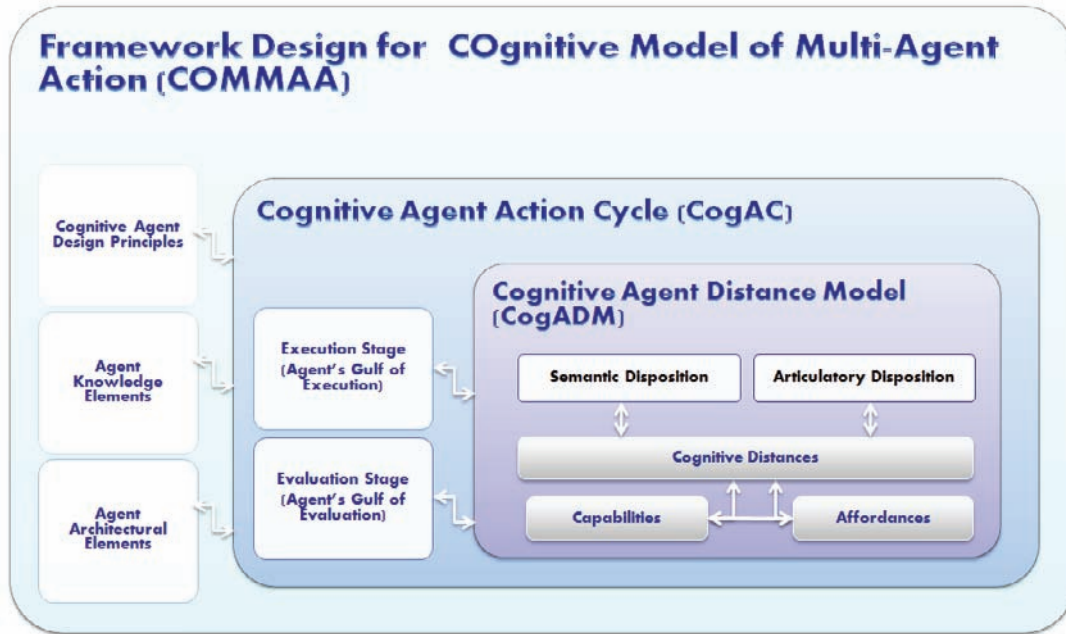 Framework Design for COgnitive Model of Multi-Agent
Action (COMMAA)
Cognitive Agent
Design Principles
Agent
Knowledge
Elements
Agent
Architectural
Elements
Cognitive Agent Action Cycle (CogAC)
Execution Stage
(Agent's Gulf of
Execution)
Evaluation Stage
(Agent's Gulf of
Evaluation)
Cognitive Agent Distance Model
(CogADM)
Semantic Disposition
Articulatory Disposition
Cognitive Distances
Capabilities
Affordances